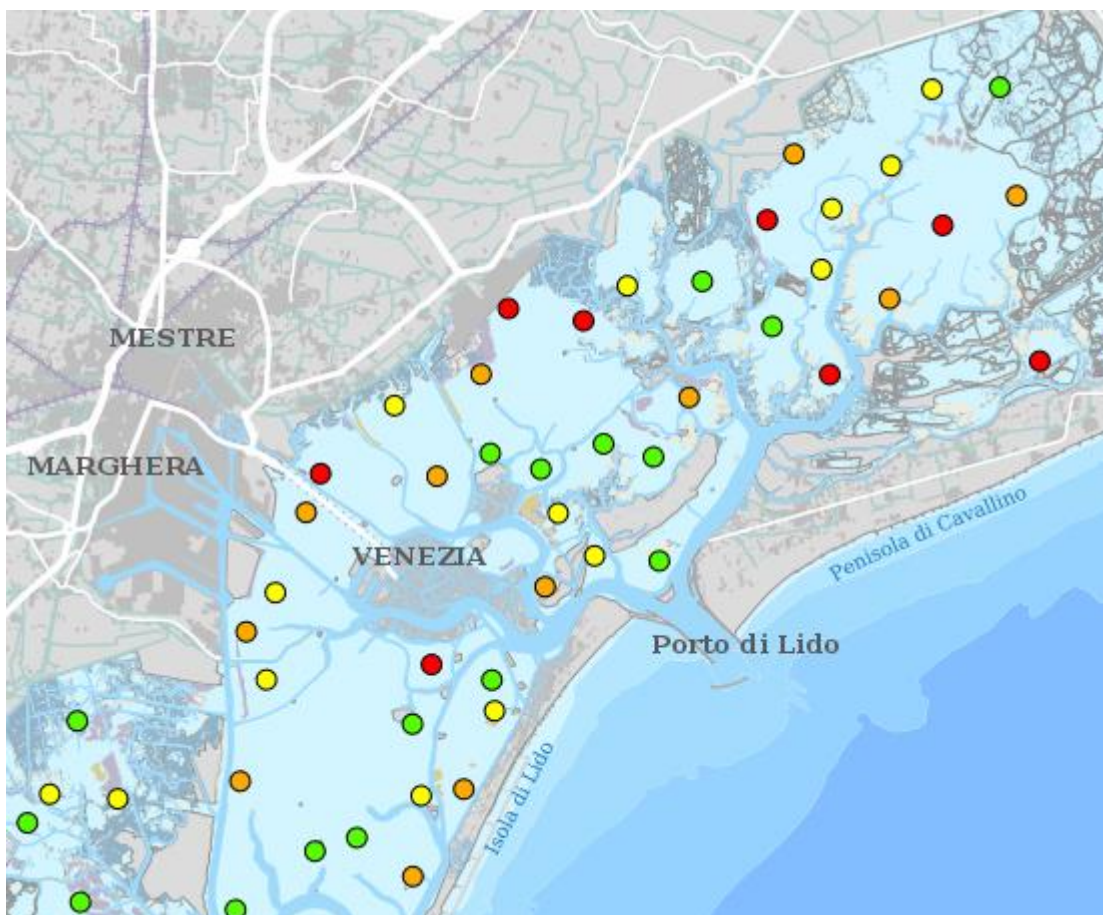 MESTRE
MARGHERA
VENEZIA
Penisola di Cavallino
Porto di Lido
Isola di Lido